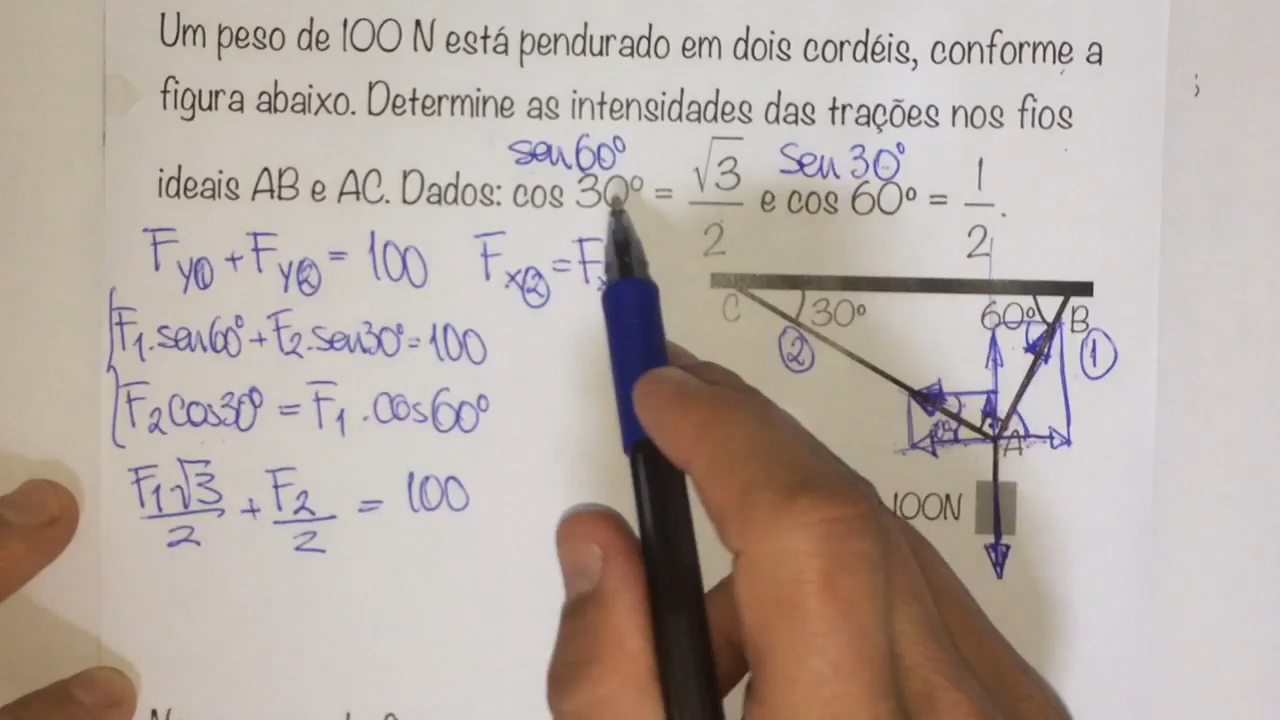 Um peso de 100 N está pendurado em dois cordéis, conforme a
figura abaixo. Determine as intensidades das trações nos fios
sen60° sen 30°
ideais AB e AC. Dados: cos 30° = √3/2 e cos 60° = 1/2.
Fy① + Fy② = 100 Fx② = F
F1.sen60° + F2.sen30° = 100
F2cos30° = F1.cos60°
F1√3/2 + F2/2 = 100
C 30° 60° B
② ①
A
100N